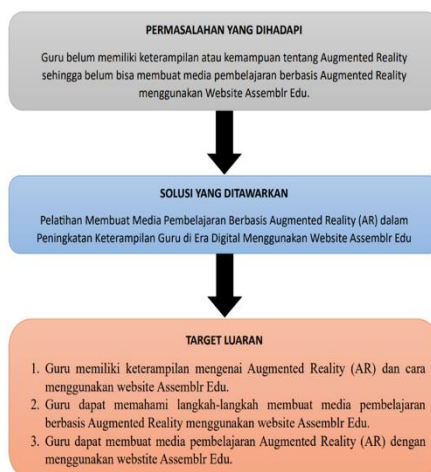 PERMASALAHAN YANG DIHADAPI
Guru belum memiliki keterampilan atau kemampuan tentang Augmented Reality
sehingga belum bisa membuat media pembelajaran berbasis Augmented Reality
menggunakan Website Assemblr Edu.
SOLUSI YANG DITAWARKAN
Pelatihan Membuat Media Pembelajaran Berbasis Augmented Reality (AR) dalam
Peningkatan Keterampilan Guru di Era Digital Menggunakan Website Assemblr Edu
TARGET LUARAN
1. Guru memiliki keterampilan mengenai Augmented Reality (AR) dan cara
menggunakan website Assemblr Edu.
2. Guru dapat memahami langkah-langkah membuat media pembelajaran
berbasis Augmented Reality menggunakan website Assemblr Edu.
3. Guru dapat membuat media pembelajaran Augmented Reality (AR) dengan
menggunakan webstite Assemblr Edu.